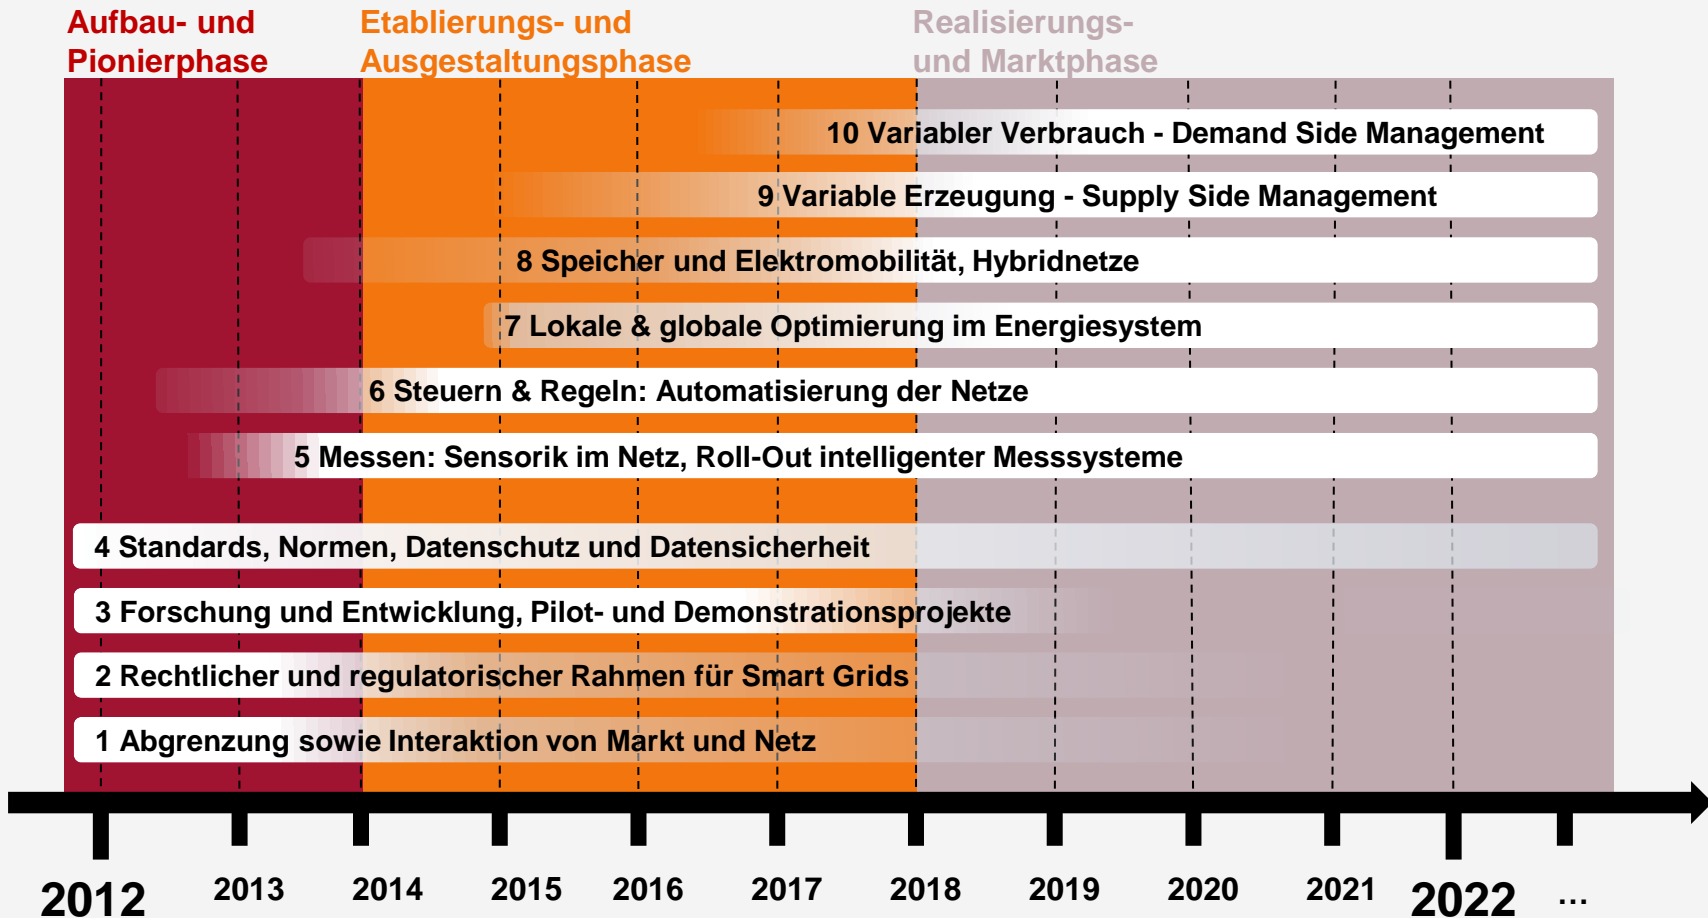 Aufbau- und
Pionierphase
Etablierungs- und
Ausgestaltungsphase
Realisierungs-
und Marktphase
10 Variabler Verbrauch - Demand Side Management
9 Variable Erzeugung - Supply Side Management
8 Speicher und Elektromobilität, Hybridnetze
7 Lokale & globale Optimierung im Energiesystem
6 Steuern & Regeln: Automatisierung der Netze
5 Messen: Sensorik im Netz, Roll-Out intelligenter Messsysteme
4 Standards, Normen, Datenschutz und Datensicherheit
3 Forschung und Entwicklung, Pilot- und Demonstrationsprojekte
2 Rechtlicher und regulatorischer Rahmen für Smart Grids
1 Abgrenzung sowie Interaktion von Markt und Netz
2012 2013 2014 2015 2016 2017 2018 2019 2020 2021 2022 ...